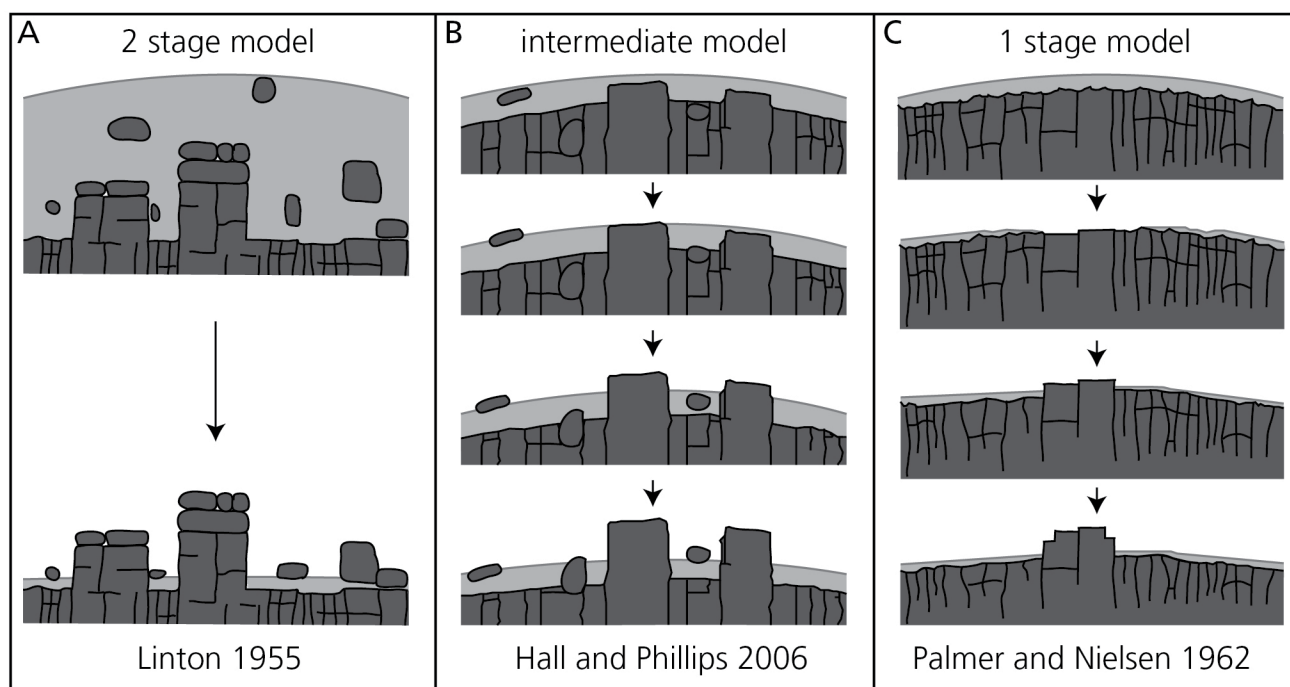 A
2 stage model
Linton 1955
B
intermediate model
Hall and Phillips 2006
C
1 stage model
Palmer and Nielsen 1962